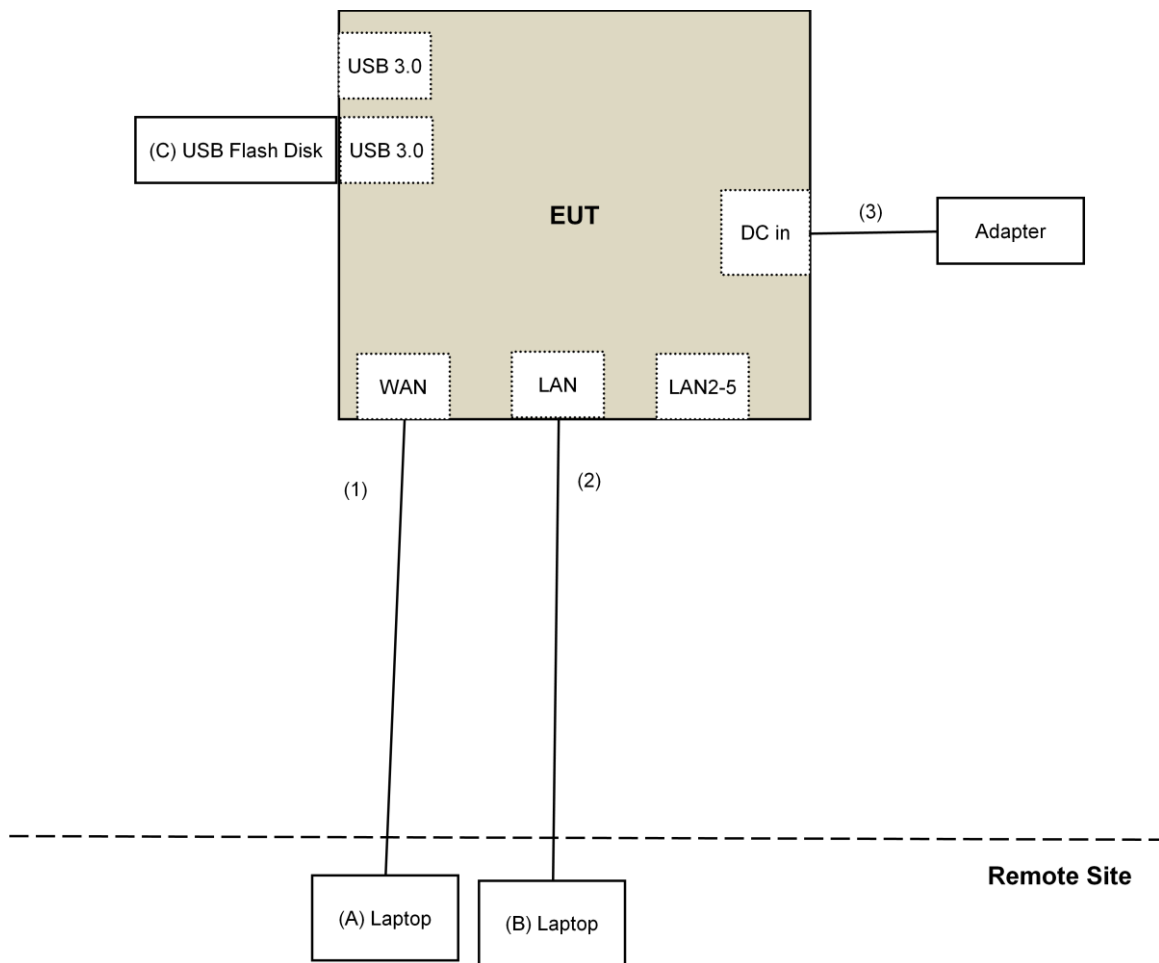 USB 3.0
(C) USB Flash Disk
USB 3.0
EUT
DC in
(3)
Adapter
WAN
LAN
LAN2-5
(1)
(2)
Remote Site
(A) Laptop
(B) Laptop